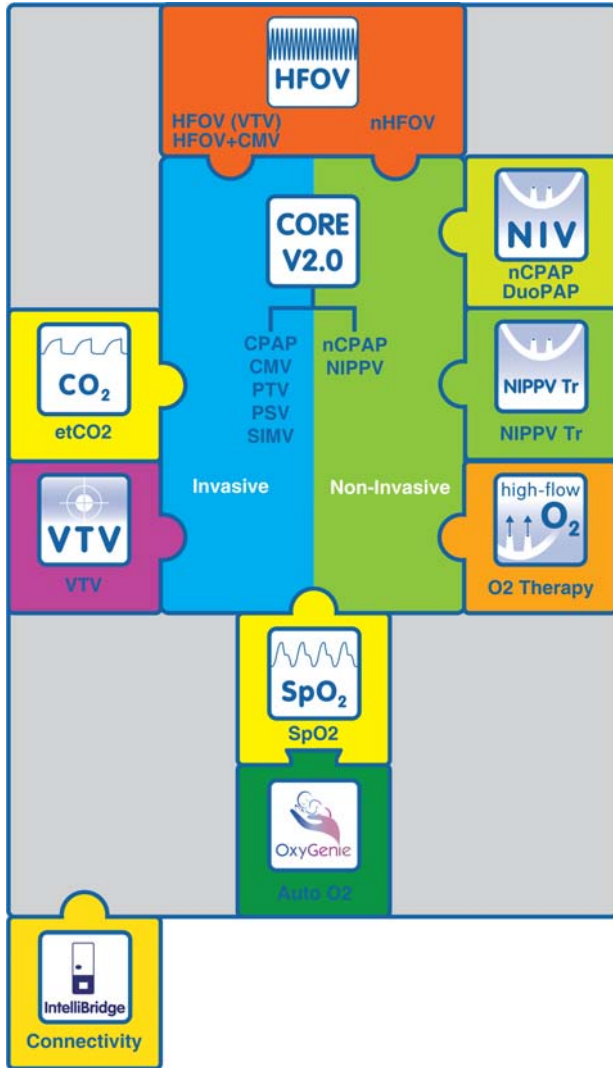 HFOV
HFOV (VTV)
HFOV+CMV
nHFOV
CORE
V2.0
CPAP
CMV
PTV
PSV
SIMV
nCPAP
NIPPV
Invasive
Non-Invasive
NIV
nCPAP
DuoPAP
CO₂
etCO2
NIPPV Tr
NIPPV Tr
VTV
VTV
high-flow
O₂
O2 Therapy
SpO₂
SpO2
OxyGenie
Auto O2
IntelliBridge
Connectivity